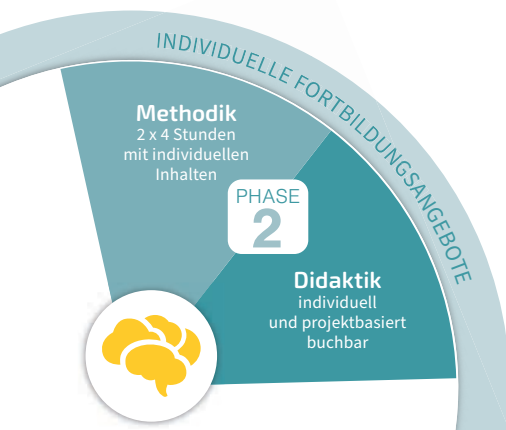 INDIVIDUELLE FORTBILDUNGSANGEBOTE
Methodik
2 x 4 Stunden
mit individuellen
Inhalten
PHASE
2
Didaktik
individuell
und projektbasiert
buchbar